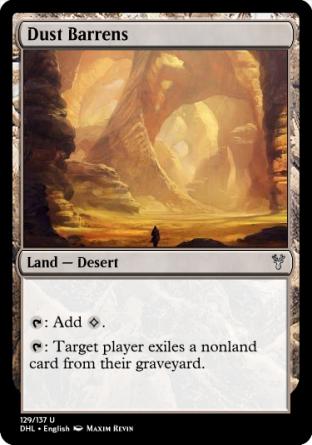 Dust Barrens
Land — Desert
: Add .
: Target player exiles a nonland
card from their graveyard.
129/137 U
DHL • English Maxim Revin